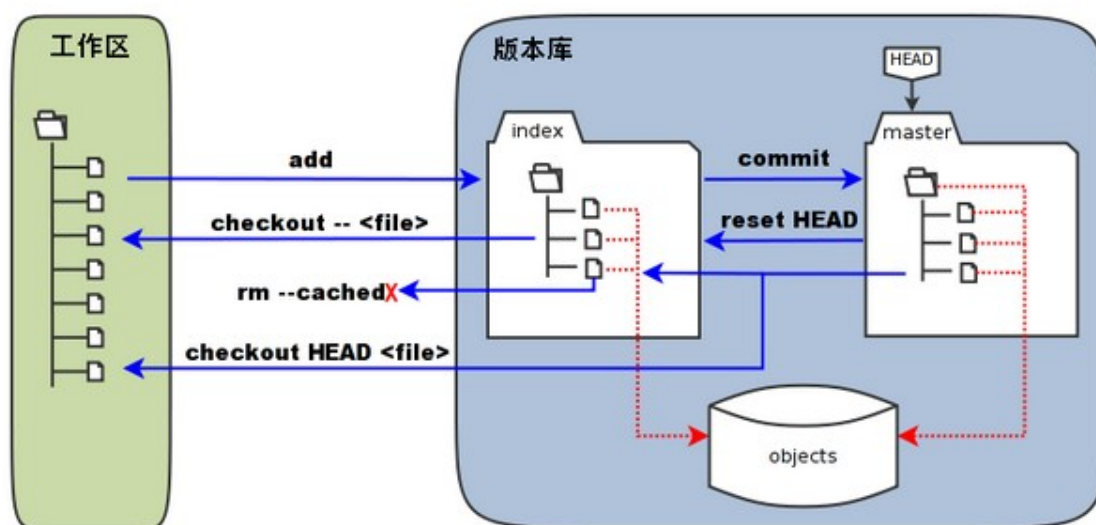 工作区
版本库
HEAD
index
master
add
commit
checkout -- <file>
reset HEAD
rm --cachedX
checkout HEAD <file>
objects